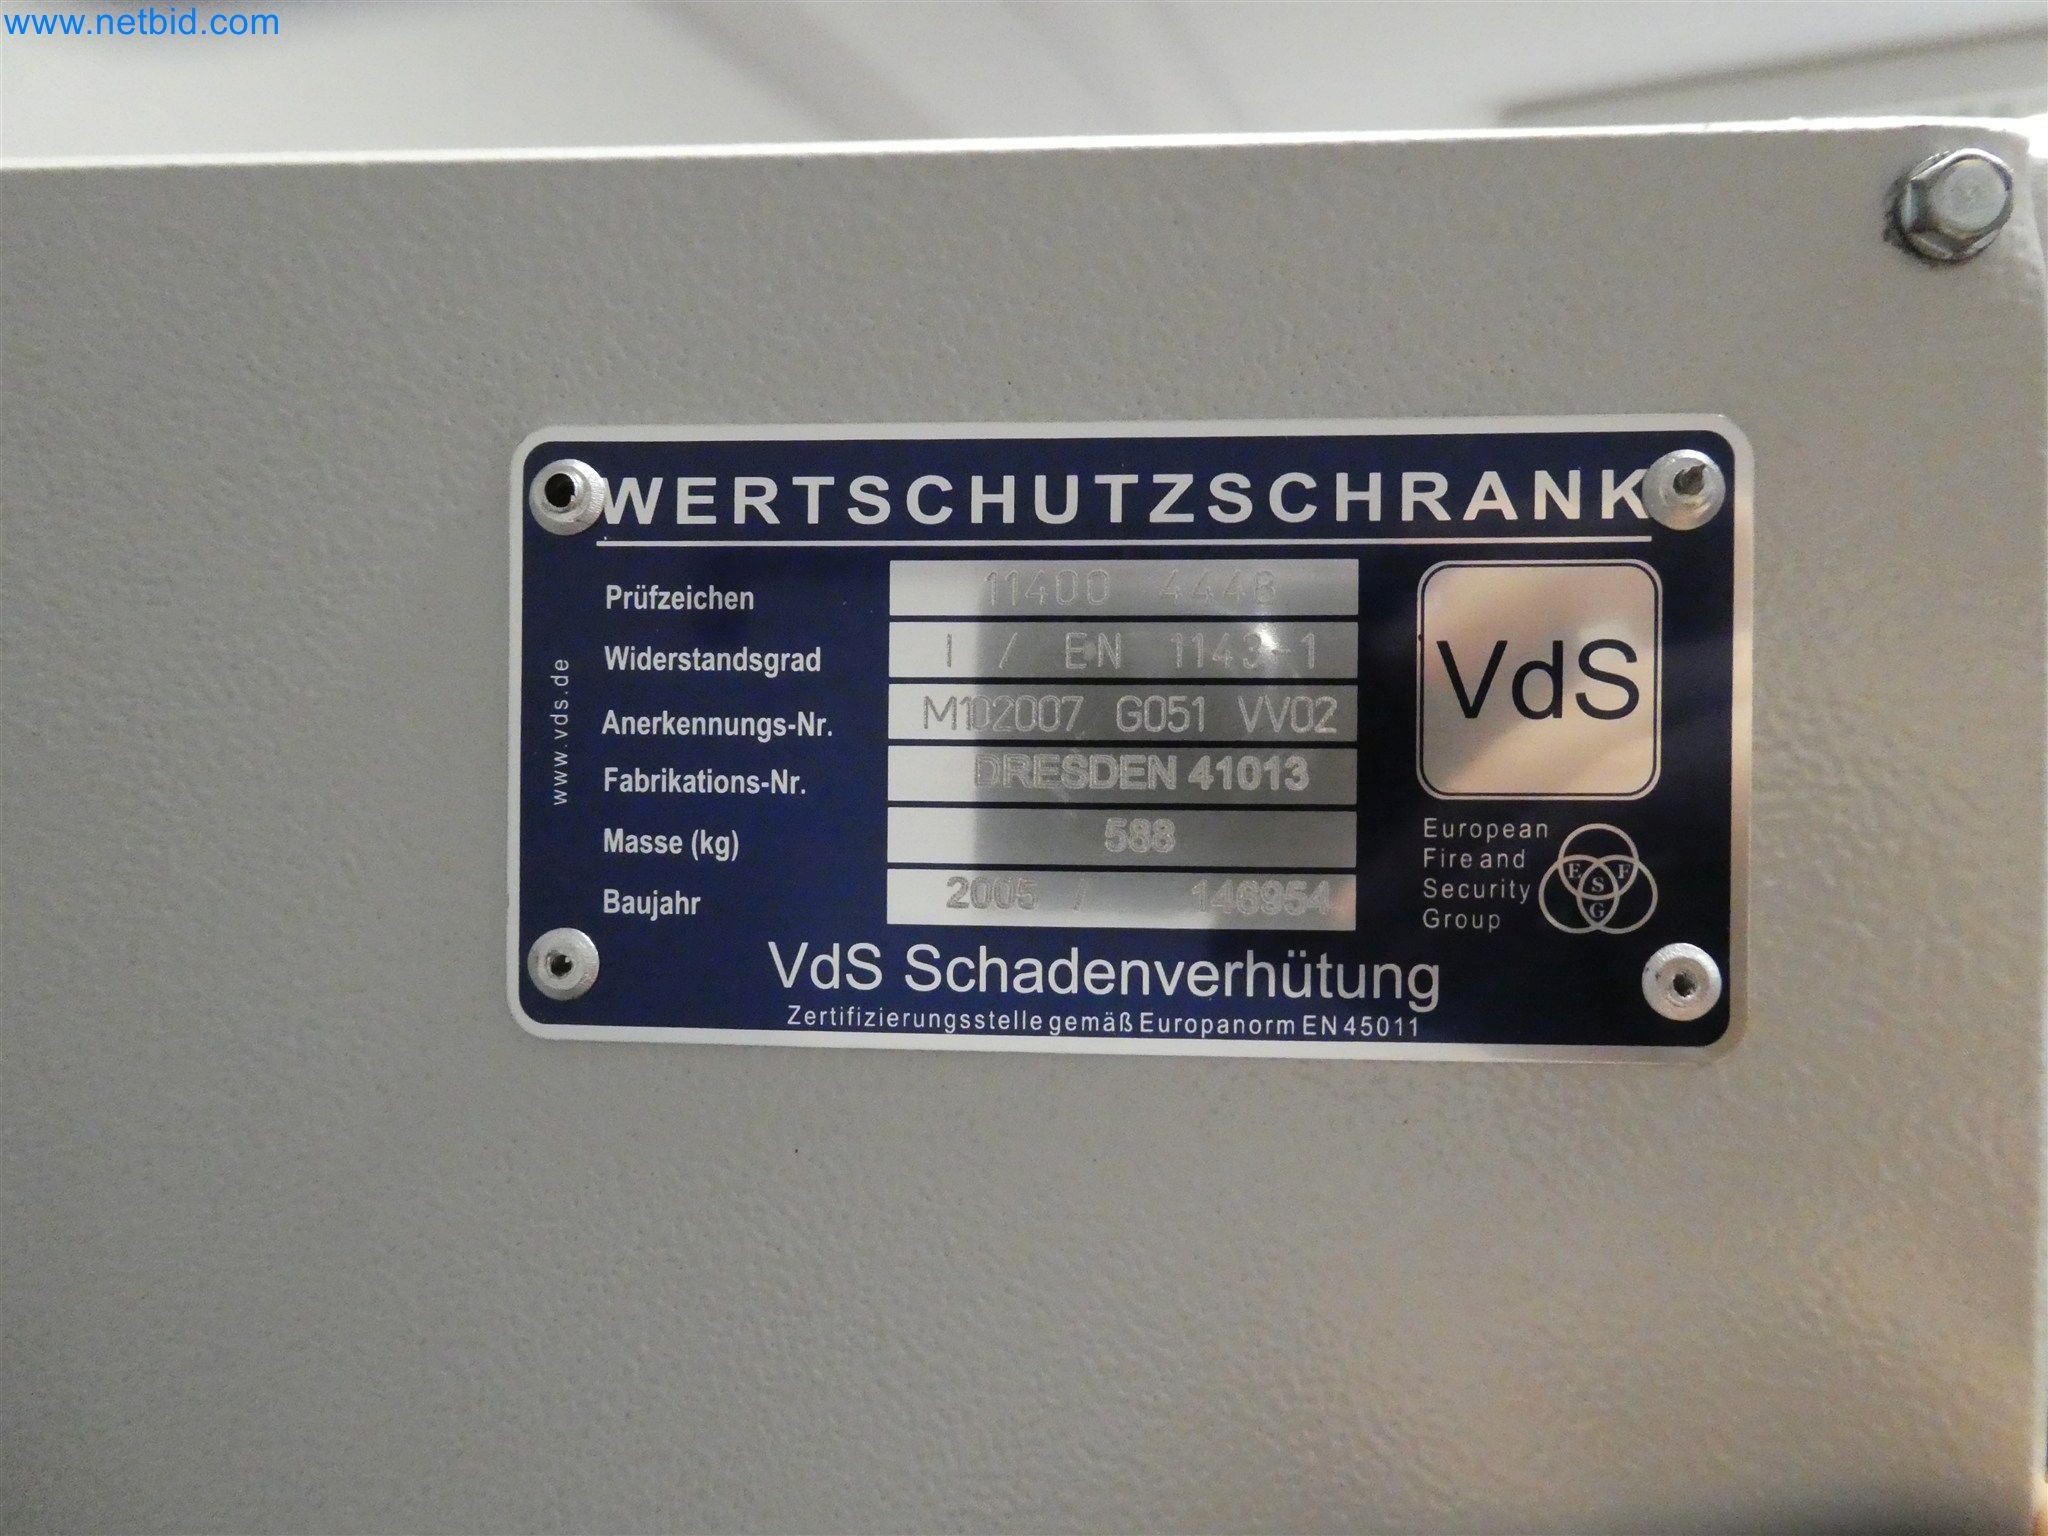 www.netbid.com
WERTSCHUTZSCHRANK
Prüfzeichen 11400 4448
Widerstandsgrad I / EN 1143-1
Anerkennungs-Nr. M102007 G051 VV02
Fabrikations-Nr. DRESDEN 41013
Masse (kg) 588
Baujahr 2005 / 146954
www.vds.de
VdS
European
Fire and
Security
Group
E F
S
G
VdS Schadenverhütung
Zertifizierungsstelle gemäß Europanorm EN 45011